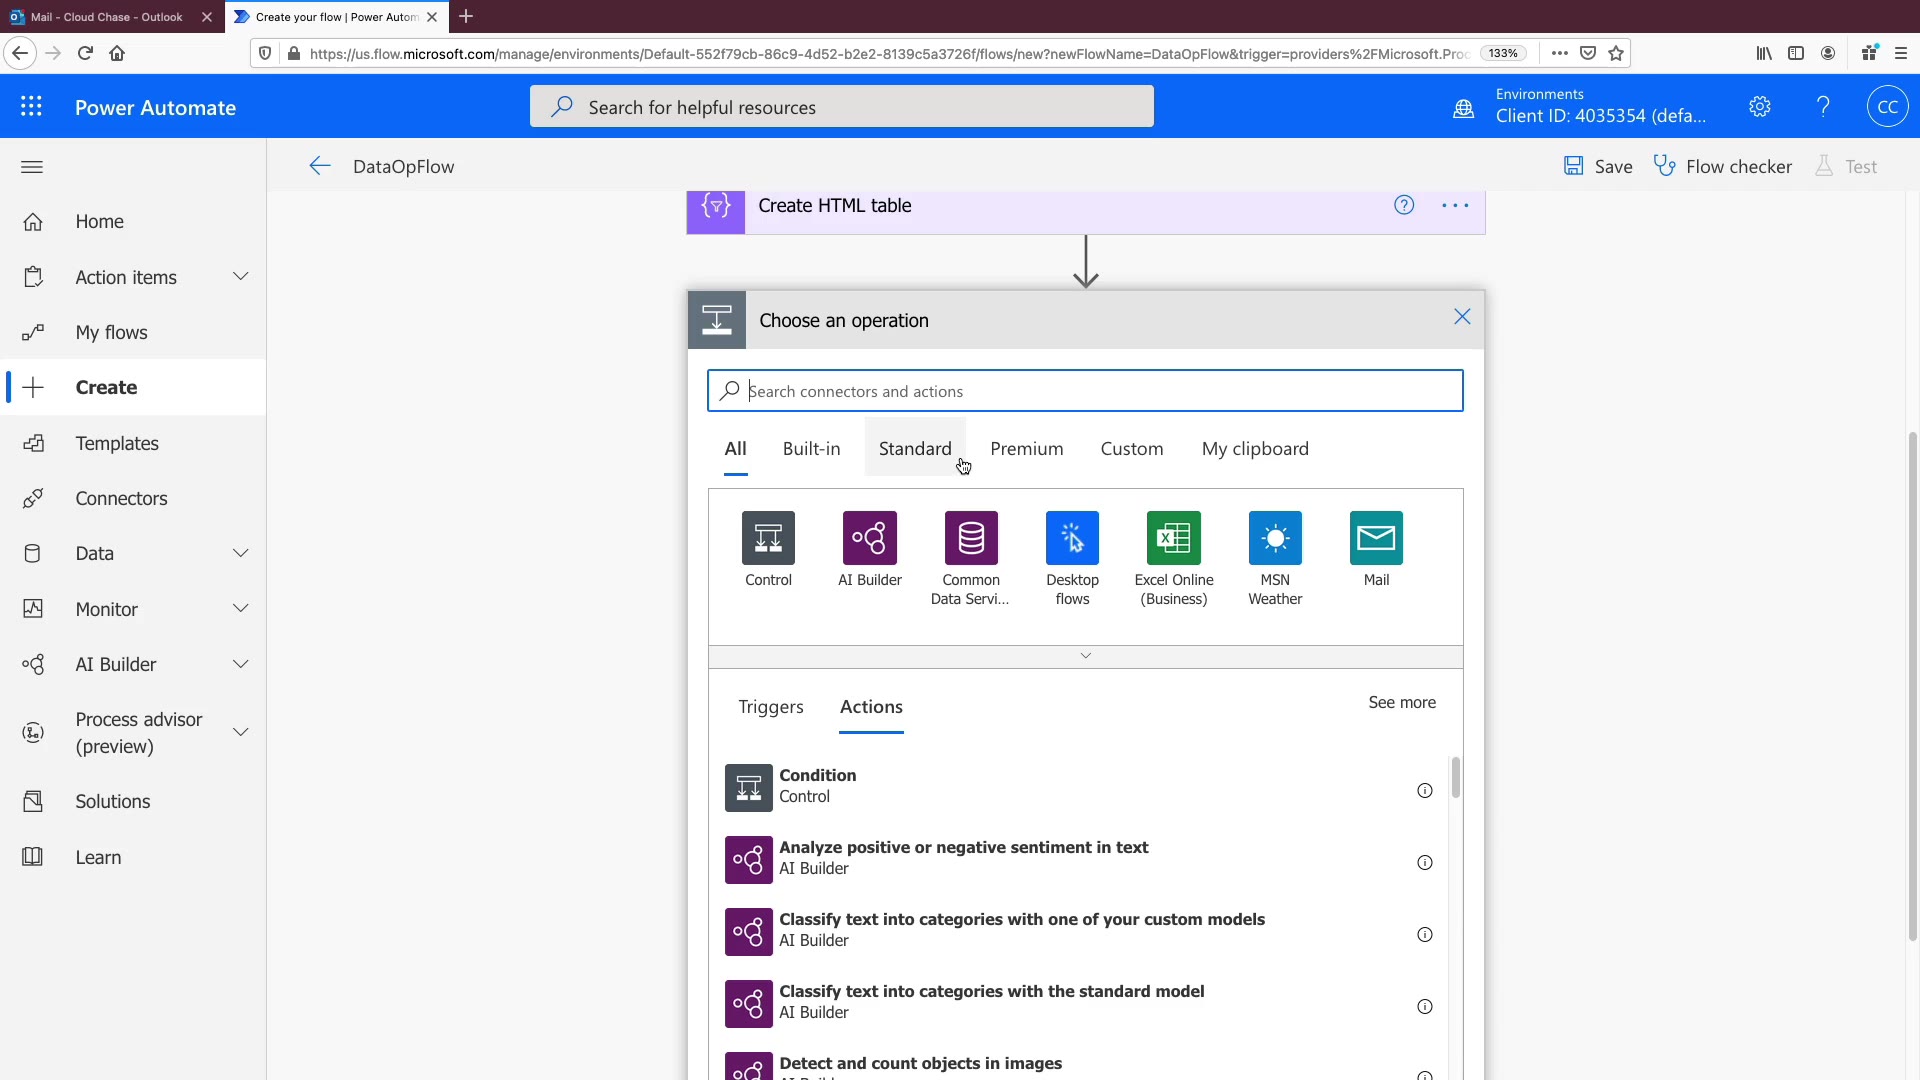 Mail - Cloud Chase - Outlook
Create your flow | Power Autom
https://us.flow.microsoft.com/manage/environments/Default-552f79cb-86c9-4d52-b2e2-8139c5a3726f/flows/new?newFlowName=DataOpFlow&trigger=providers%2FMicrosoft.Proc
133%
Power Automate
Search for helpful resources
Environments
Client ID: 4035354 (defa...
?
CC
DataOpFlow
Save
Flow checker
Test
Home
Action items
My flows
Create
Templates
Connectors
Data
Monitor
AI Builder
Process advisor
(preview)
Solutions
Learn
Create HTML table
Choose an operation
Search connectors and actions
All
Built-in
Standard
Premium
Custom
My clipboard
Control
AI Builder
Common
Data Servi...
Desktop
flows
Excel Online
(Business)
MSN
Weather
Mail
Triggers
Actions
See more
Condition
Control
Analyze positive or negative sentiment in text
AI Builder
Classify text into categories with one of your custom models
AI Builder
Classify text into categories with the standard model
AI Builder
Detect and count objects in images